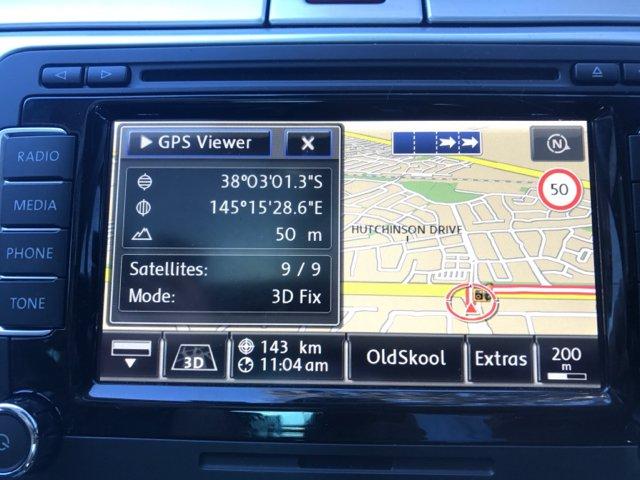 RADIO
MEDIA
PHONE
TONE
GPS Viewer
X
38°03'01.3"S
145°15'28.6"E
50 m
Satellites: 9 / 9
Mode: 3D Fix
N
50
HUTCHINSON DRIVE
3D
143 km
11:04 am
OldSkool
Extras
200 m